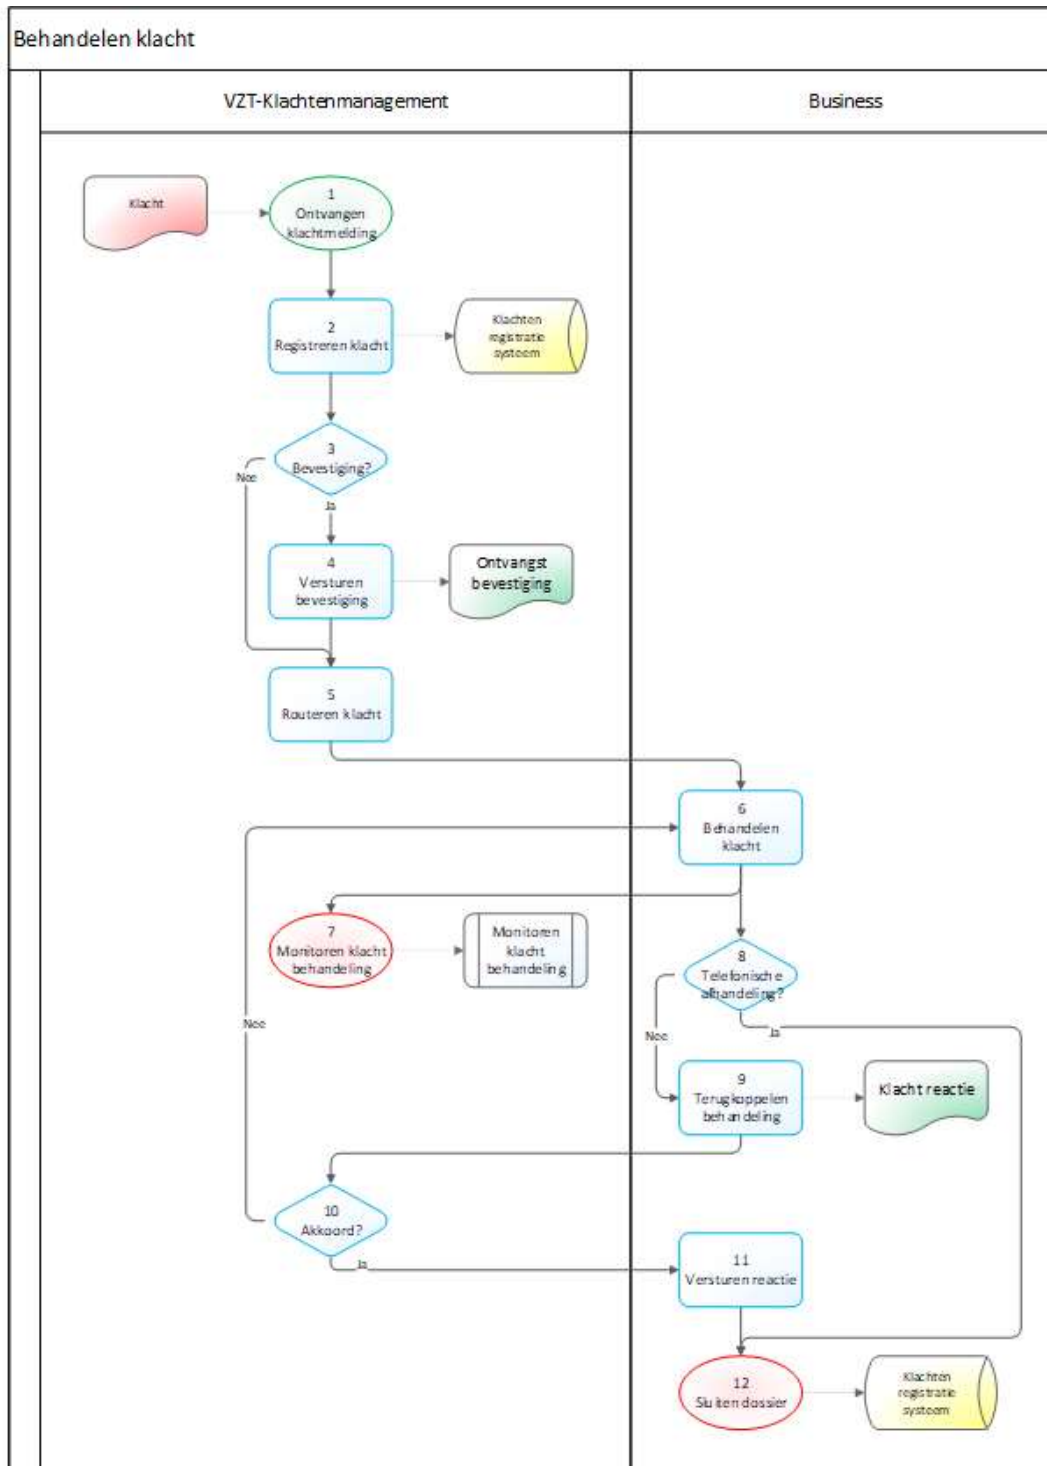 Behandelen klacht
VZT-Klachtenmanagement
Business
Klacht
1
Ontvangen
klachtmelding
2
Registreren klacht
Klachten
registratie
systeem
3
Bevestiging?
Nee
Ja
4
Versturen
bevestiging
Ontvangst
bevestiging
5
Routeren klacht
6
Behandelen
klacht
7
Monitoren klacht
behandeling
Monitoren
klacht
behandeling
8
Telefonische
afhandeling?
Nee
Nee
Ja
9
Terugkoppelen
behandeling
Klacht reactie
10
Akkoord?
Ja
11
Versturen reactie
12
Sluiten dossier
Klachten
registratie
systeem